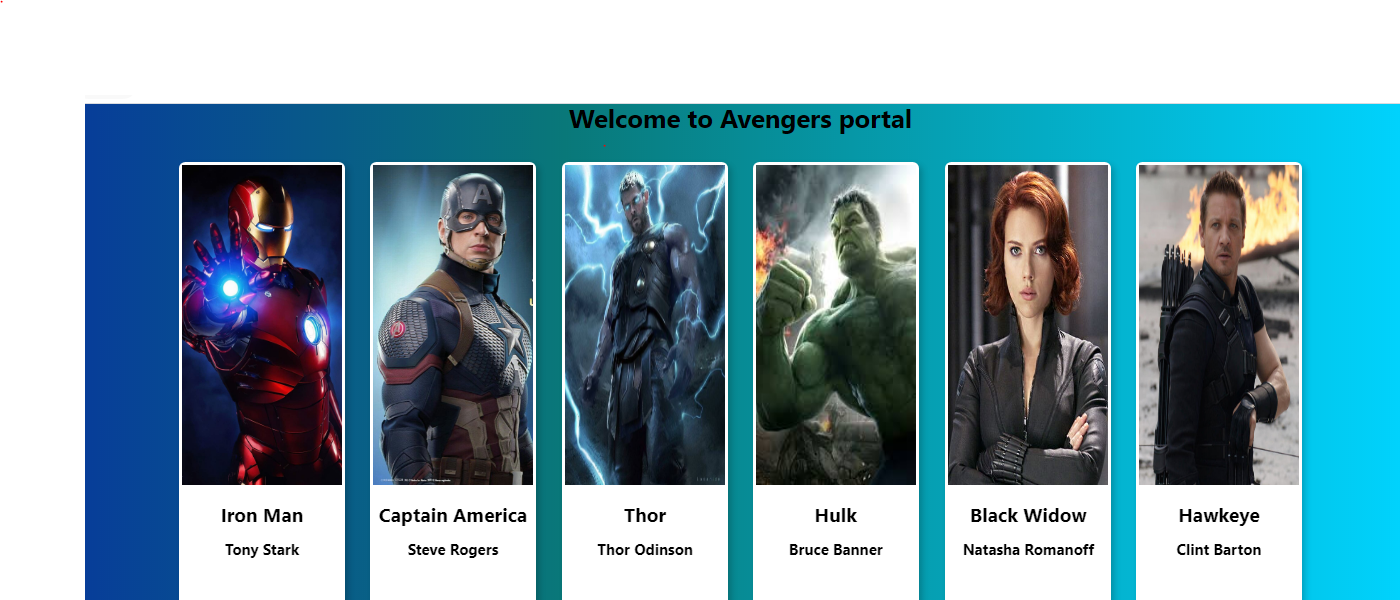 Welcome to Avengers portal
Iron Man
Tony Stark
Captain America
Steve Rogers
Thor
Thor Odinson
Hulk
Bruce Banner
Black Widow
Natasha Romanoff
Hawkeye
Clint Barton